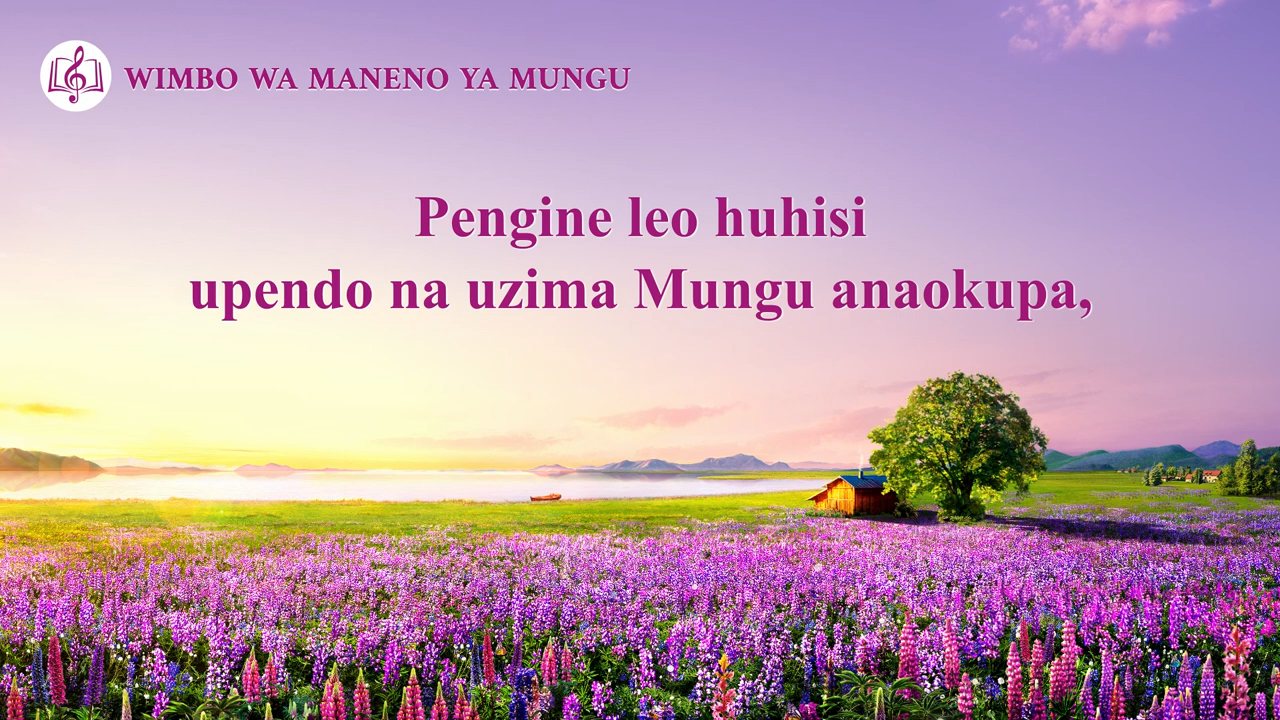 WIMBO WA MANENO YA MUNGU
Pengine leo huhisi
upendo na uzima Mungu anaokupa,